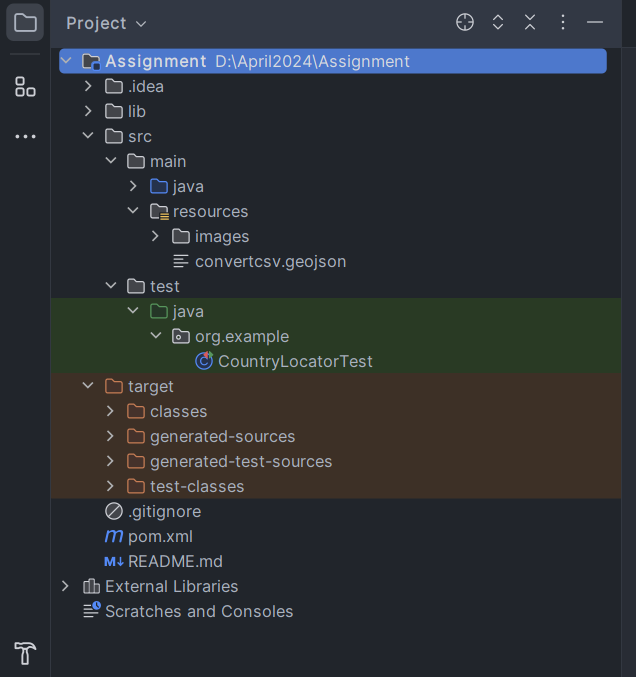 Project
Assignment D:\April2024\Assignment
.idea
lib
src
main
java
resources
images
convertcsv.geojson
test
java
org.example
C CountryLocatorTest
target
classes
generated-sources
generated-test-sources
test-classes
.gitignore
m pom.xml
M↓ README.md
External Libraries
Scratches and Consoles